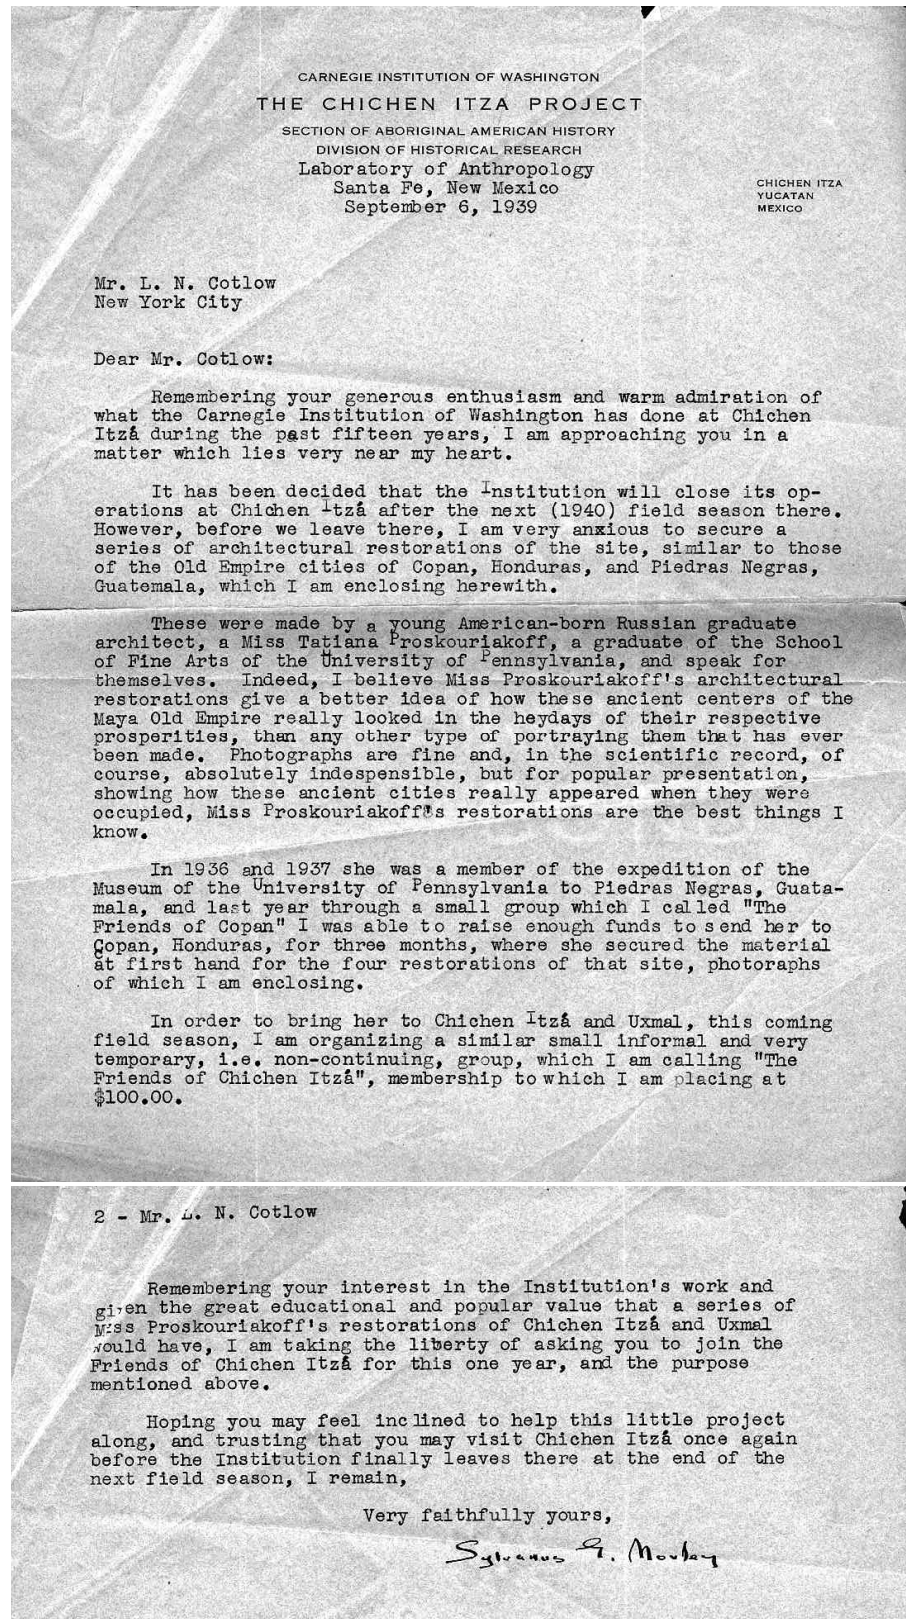 CARNEGIE INSTITUTION OF WASHINGTON
THE CHICHEN ITZA PROJECT
SECTION OF ABORIGINAL AMERICAN HISTORY
DIVISION OF HISTORICAL RESEARCH
Laboratory of Anthropology
Santa Fe, New Mexico
September 6, 1939
CHICHEN ITZA
YUCATAN
MEXICO
Mr. L. N. Cotlow
New York City
Dear Mr. Cotlow:
Remembering your generous enthusiasm and warm admiration of
what the Carnegie Institution of Washington has done at Chichen
Itzá during the past fifteen years, I am approaching you in a
matter which lies very near my heart.
It has been decided that the Institution will close its op-
erations at Chichen Itzá after the next (1940) field season there.
However, before we leave there, I am very anxious to secure a
series of architectural restorations of the site, similar to those
of the Old Empire cities of Copan, Honduras, and Piedras Negras,
Guatemala, which I am enclosing herewith.
These were made by a young American-born Russian graduate
architect, a Miss Tatiana Proskouriakoff, a graduate of the School
of Fine Arts of the University of Pennsylvania, and speak for
themselves. Indeed, I believe Miss Proskouriakoff's architectural
restorations give a better idea of how these ancient centers of the
Maya Old Empire really looked in the heydays of their respective
prosperities, than any other type of portraying them that has ever
been made. Photographs are fine and, in the scientific record, of
course, absolutely indespensible, but for popular presentation,
showing how these ancient cities really appeared when they were
occupied, Miss Proskouriakoff's restorations are the best things I
know.
In 1936 and 1937 she was a member of the expedition of the
Museum of the University of Pennsylvania to Piedras Negras, Guata-
mala, and last year through a small group which I called "The
Friends of Copan" I was able to raise enough funds to send her to
Copan, Honduras, for three months, where she secured the material
at first hand for the four restorations of that site, photoraphs
of which I am enclosing.
In order to bring her to Chichen Itzá and Uxmal, this coming
field season, I am organizing a similar small informal and very
temporary, i.e. non-continuing, group, which I am calling "The
Friends of Chichen Itzá", membership to which I am placing at
$100.00.
2 - Mr. L. N. Cotlow
Remembering your interest in the Institution's work and
given the great educational and popular value that a series of
Miss Proskouriakoff's restorations of Chichen Itzá and Uxmal
would have, I am taking the liberty of asking you to join the
Friends of Chichen Itzá for this one year, and the purpose
mentioned above.
Hoping you may feel inclined to help this little project
along, and trusting that you may visit Chichen Itzá once again
before the Institution finally leaves there at the end of the
next field season, I remain,
Very faithfully yours,
Sylvanus G. Morley